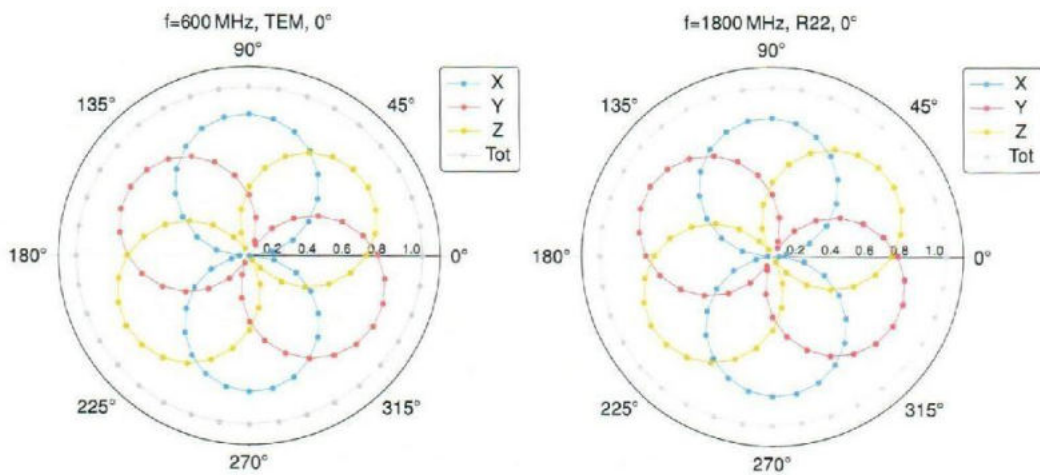 f=600 MHz, TEM, 0°
90°
135°
45°
180°
0.2 0.4 0.6 0.8 1.0
0°
225°
315°
270°
X
Y
Z
Tot
f=1800 MHz, R22, 0°
90°
135°
45°
180°
0.2 0.4 0.6 0.8 1.0
0°
225°
315°
270°
X
Y
Z
Tot